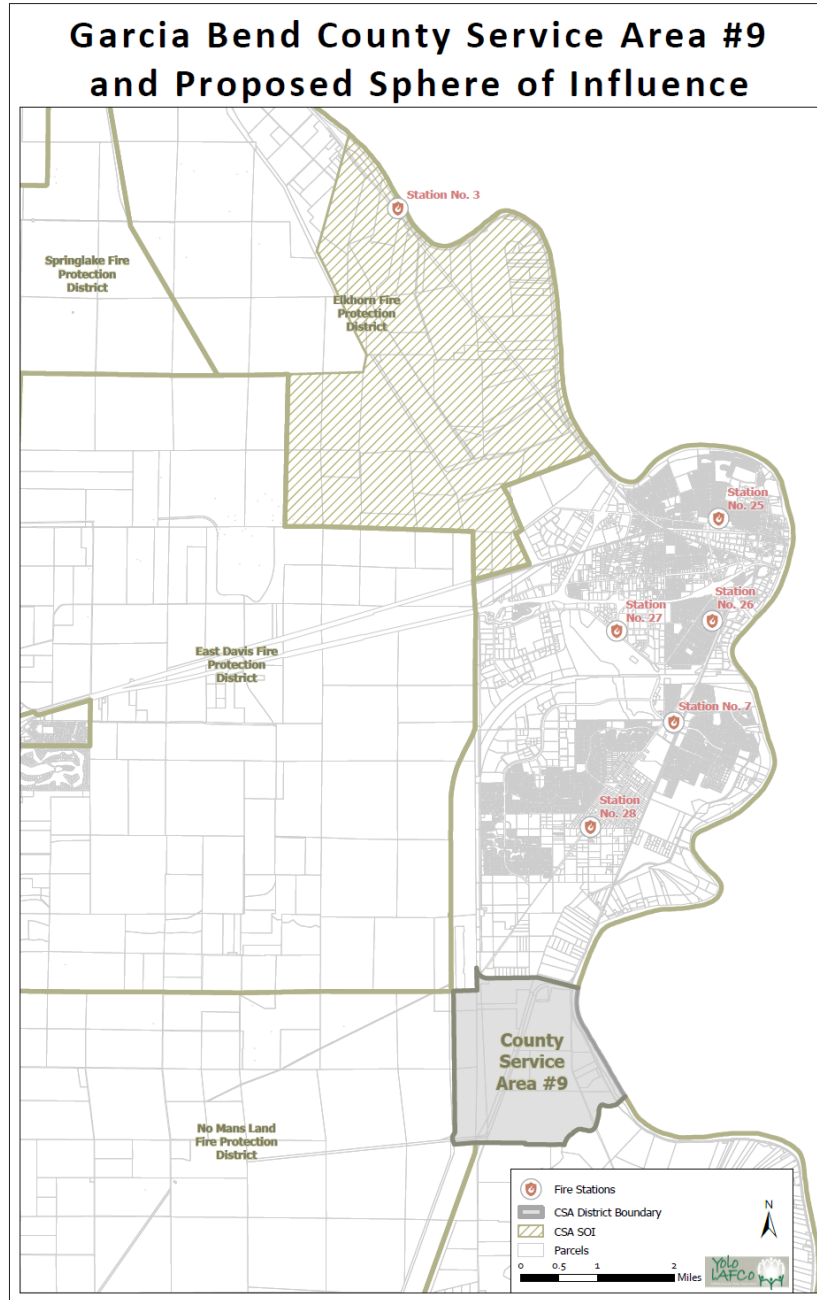 Garcia Bend County Service Area #9
and Proposed Sphere of Influence
Station No. 3
Springlake Fire
Protection
District
Elkhorn Fire
Protection
District
Station
No. 25
Station
No. 26
Station
No. 27
East Davis Fire
Protection
District
Station No. 7
Station
No. 28
County
Service
Area #9
No Mans Land
Fire Protection
District
Fire Stations
CSA District Boundary
CSA SOI
Parcels
N
0 0.5 1 2
Miles
YOLO
LAFCO